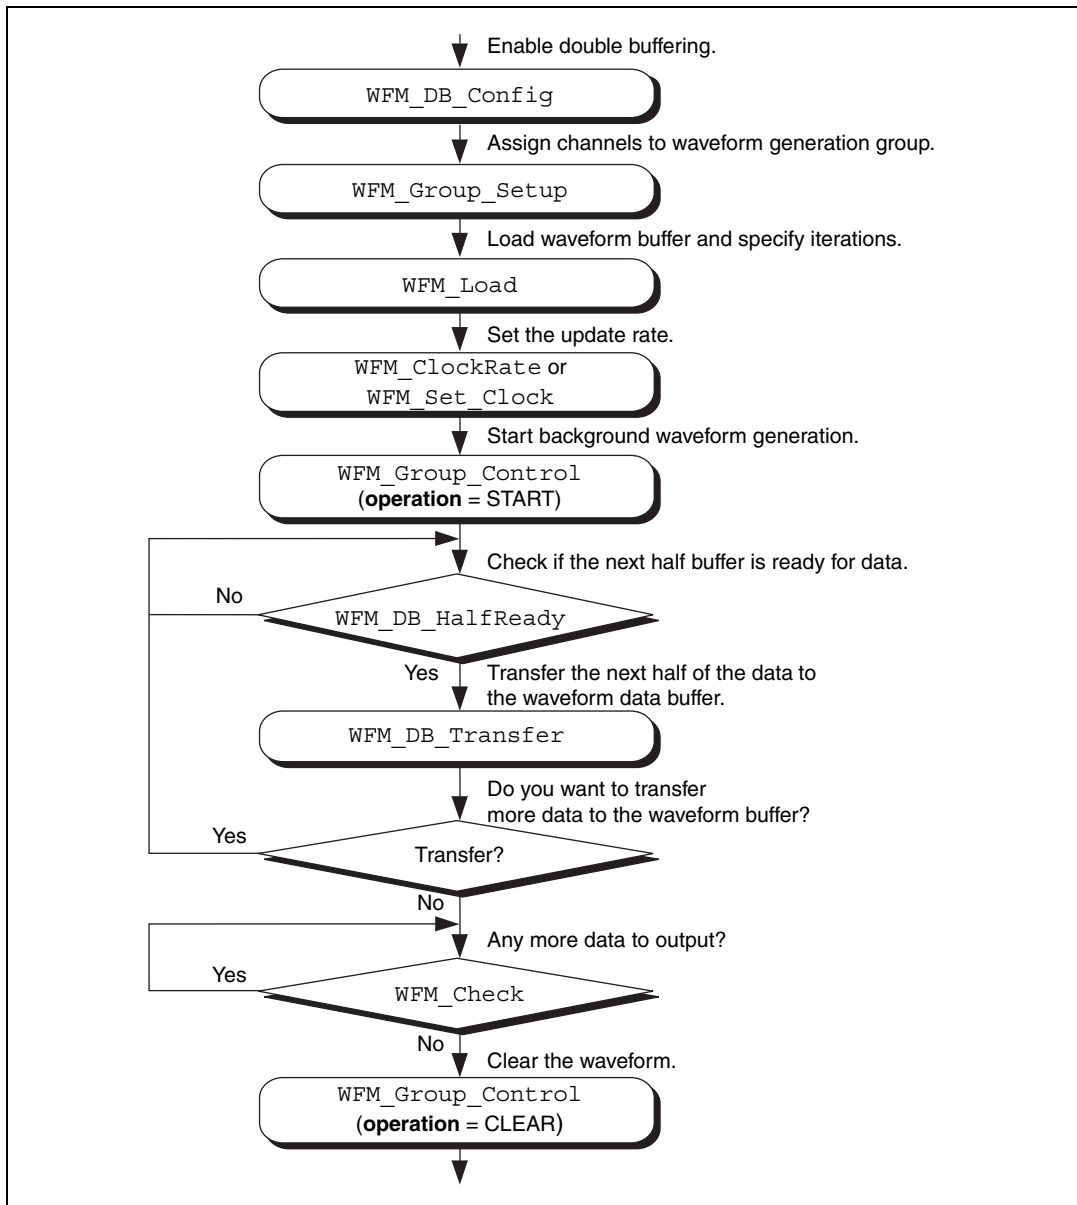 Enable double buffering.
WFM_DB_Config
Assign channels to waveform generation group.
WFM_Group_Setup
Load waveform buffer and specify iterations.
WFM_Load
Set the update rate.
WFM_ClockRate or
WFM_Set_Clock
Start background waveform generation.
WFM_Group_Control
(operation = START)
Check if the next half buffer is ready for data.
No
WFM_DB_HalfReady
Yes
Transfer the next half of the data to
the waveform data buffer.
WFM_DB_Transfer
Do you want to transfer
more data to the waveform buffer?
Yes
Transfer?
No
Any more data to output?
Yes
WFM_Check
No
Clear the waveform.
WFM_Group_Control
(operation = CLEAR)